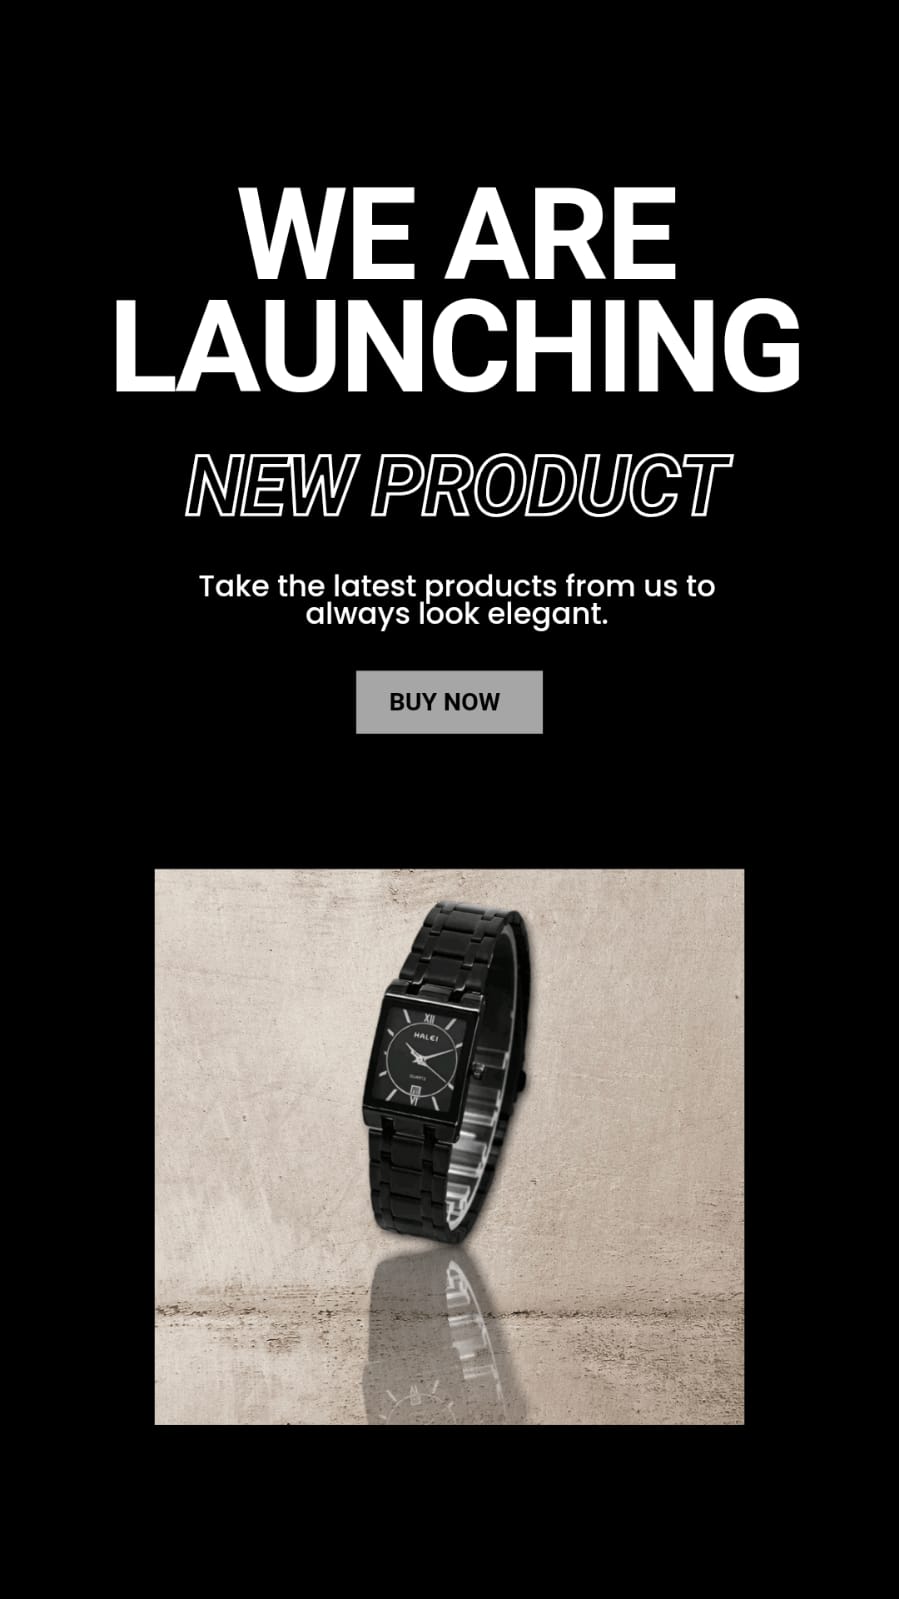 WE ARE
LAUNCHING
NEW PRODUCT
Take the latest products from us to
always look elegant.
BUY NOW
XII
HALEI
QUARTZ
VI